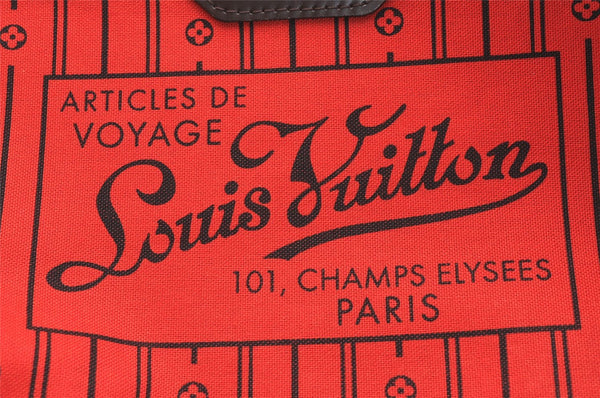 ARTICLES DE
VOYAGE
Louis Vuitton
101, CHAMPS ELYSEES
PARIS